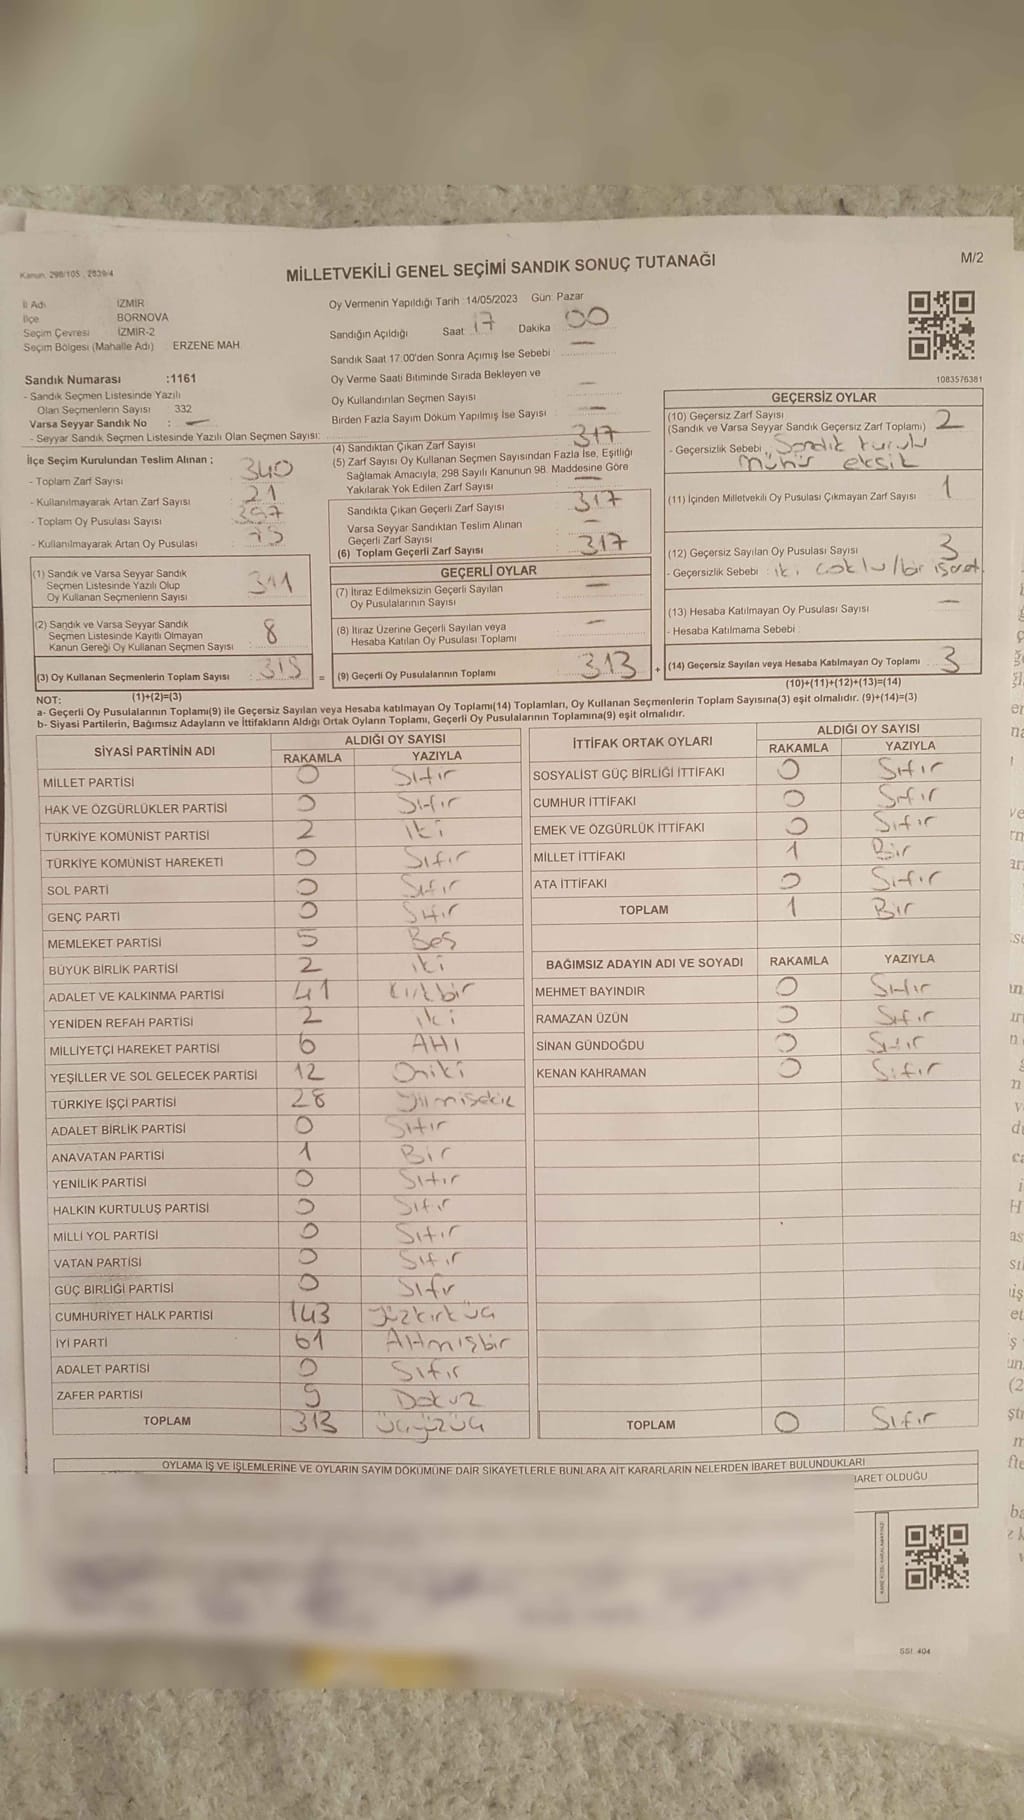 Kanun: 298/105 , 2839/4
MİLLETVEKİLİ GENEL SEÇİMİ SANDIK SONUÇ TUTANAĞI
M/2
İl Adı İZMİR
İlçe BORNOVA
Seçim Çevresi İZMİR-2
Seçim Bölgesi (Mahalle Adı) ERZENE MAH.
Oy Vermenin Yapıldığı Tarih :14/05/2023 Gün: Pazar
Sandığın Açıldığı Saat 17 Dakika 00
Sandık Saat 17:00'den Sonra Açımış İse Sebebi : —
Oy Verme Saati Bitiminde Sırada Bekleyen ve
Oy Kullandırılan Seçmen Sayısı : —
Birden Fazla Sayım Döküm Yapılmış İse Sayısı : —
1083576381
Sandık Numarası :1161
- Sandık Seçmen Listesinde Yazılı
Olan Seçmenlerin Sayısı 332
Varsa Seyyar Sandık No : —
- Seyyar Sandık Seçmen Listesinde Yazılı Olan Seçmen Sayısı:
İlçe Seçim Kurulundan Teslim Alınan ;
- Toplam Zarf Sayısı : 340
- Kullanılmayarak Artan Zarf Sayısı : 21
- Toplam Oy Pusulası Sayısı :
- Kullanılmayarak Artan Oy Pusulası :
(1) Sandık ve Varsa Seyyar Sandık
Seçmen Listesinde Yazılı Olup
Oy Kullanan Seçmenlerin Sayısı 311
(2) Sandık ve Varsa Seyyar Sandık
Seçmen Listesinde Kayıtlı Olmayan
Kanun Gereği Oy Kullanan Seçmen Sayısı : 8
(3) Oy Kullanan Seçmenlerin Toplam Sayısı : 319 =
(1)+(2)=(3)
(4) Sandıktan Çıkan Zarf Sayısı : 317
(5) Zarf Sayısı Oy Kullanan Seçmen Sayısından Fazla İse, Eşitliği
Sağlamak Amacıyla, 298 Sayılı Kanunun 98. Maddesine Göre
Yakılarak Yok Edilen Zarf Sayısı : —
Sandıkta Çıkan Geçerli Zarf Sayısı : 317
Varsa Seyyar Sandıktan Teslim Alınan
Geçerli Zarf Sayısı : —
(6) Toplam Geçerli Zarf Sayısı : 317
GEÇERLİ OYLAR
(7) İtiraz Edilmeksizin Geçerli Sayılan
Oy Pusulalarının Sayısı : —
(8) İtiraz Üzerine Geçerli Sayılan veya
Hesaba Katılan Oy Pusulası Toplamı : —
(9) Geçerli Oy Pusulalarının Toplamı : 313 +
GEÇERSİZ OYLAR
(10) Geçersiz Zarf Sayısı
(Sandık ve Varsa Seyyar Sandık Geçersiz Zarf Toplamı) : 2
- Geçersizlik Sebebi : Sandık kurulu
mühür eksik
(11) İçinden Milletvekili Oy Pusulası Çıkmayan Zarf Sayısı : 1
(12) Geçersiz Sayılan Oy Pusulası Sayısı : 3
- Geçersizlik Sebebi : iki çoklu/bir işaret
(13) Hesaba Katılmayan Oy Pusulası Sayısı : —
- Hesaba Katılmama Sebebi :
(14) Geçersiz Sayılan veya Hesaba Katılmayan Oy Toplamı : 3
(10)+(11)+(12)+(13)=(14)
NOT:
a- Geçerli Oy Pusulalarının Toplamı(9) ile Geçersiz Sayılan veya Hesaba katılmayan Oy Toplamı(14) Toplamları, Oy Kullanan Seçmenlerin Toplam Sayısına(3) eşit olmalıdır. (9)+(14)=(3)
b- Siyasi Partilerin, Bağımsız Adayların ve İttifakların Aldığı Ortak Oyların Toplamı, Geçerli Oy Pusulalarının Toplamına(9) eşit olmalıdır.
SİYASİ PARTİNİN ADI ALDIĞI OY SAYISI
RAKAMLA YAZIYLA
MİLLET PARTİSİ 0 Sıfır
HAK VE ÖZGÜRLÜKLER PARTİSİ 0 Sıfır
TÜRKİYE KOMÜNİST PARTİSİ 2 iki
TÜRKİYE KOMÜNİST HAREKETİ 0 Sıfır
SOL PARTİ 0 Sıfır
GENÇ PARTİ 0 Sıfır
MEMLEKET PARTİSİ 5 Beş
BÜYÜK BİRLİK PARTİSİ 2 iki
ADALET VE KALKINMA PARTİSİ 41 Kırkbir
YENİDEN REFAH PARTİSİ 2 iki
MİLLİYETÇİ HAREKET PARTİSİ 6 Altı
YEŞİLLER VE SOL GELECEK PARTİSİ 12 Oniki
TÜRKİYE İŞÇİ PARTİSİ 28
ADALET BİRLİK PARTİSİ 0 Sıfır
ANAVATAN PARTİSİ 1 Bir
YENİLİK PARTİSİ 0 Sıfır
HALKIN KURTULUŞ PARTİSİ 0 Sıfır
MİLLİ YOL PARTİSİ 0 Sıfır
VATAN PARTİSİ 0 Sıfır
GÜÇ BİRLİĞİ PARTİSİ 0 Sıfır
CUMHURİYET HALK PARTİSİ 143 Yüzkırküç
İYİ PARTİ 61 Altmışbir
ADALET PARTİSİ 0 Sıfır
ZAFER PARTİSİ 9 Dokuz
TOPLAM 313
İTTİFAK ORTAK OYLARI ALDIĞI OY SAYISI
RAKAMLA YAZIYLA
SOSYALİST GÜÇ BİRLİĞİ İTTİFAKI 0 Sıfır
CUMHUR İTTİFAKI 0 Sıfır
EMEK VE ÖZGÜRLÜK İTTİFAKI 0 Sıfır
MİLLET İTTİFAKI 1 Bir
ATA İTTİFAKI 0 Sıfır
TOPLAM 1 Bir
BAĞIMSIZ ADAYIN ADI VE SOYADI RAKAMLA YAZIYLA
MEHMET BAYINDIR 0 Sıfır
RAMAZAN ÜZÜN 0 Sıfır
SİNAN GÜNDOĞDU 0 Sıfır
KENAN KAHRAMAN 0 Sıfır
TOPLAM 0 Sıfır
OYLAMA İŞ VE İŞLEMLERİNE VE OYLARIN SAYIM DÖKÜMÜNE DAİR ŞİKAYETLERLE BUNLARA AİT KARARLARIN NELERDEN İBARET BULUNDUKLARI
İBARET OLDUĞU
SSİ 404